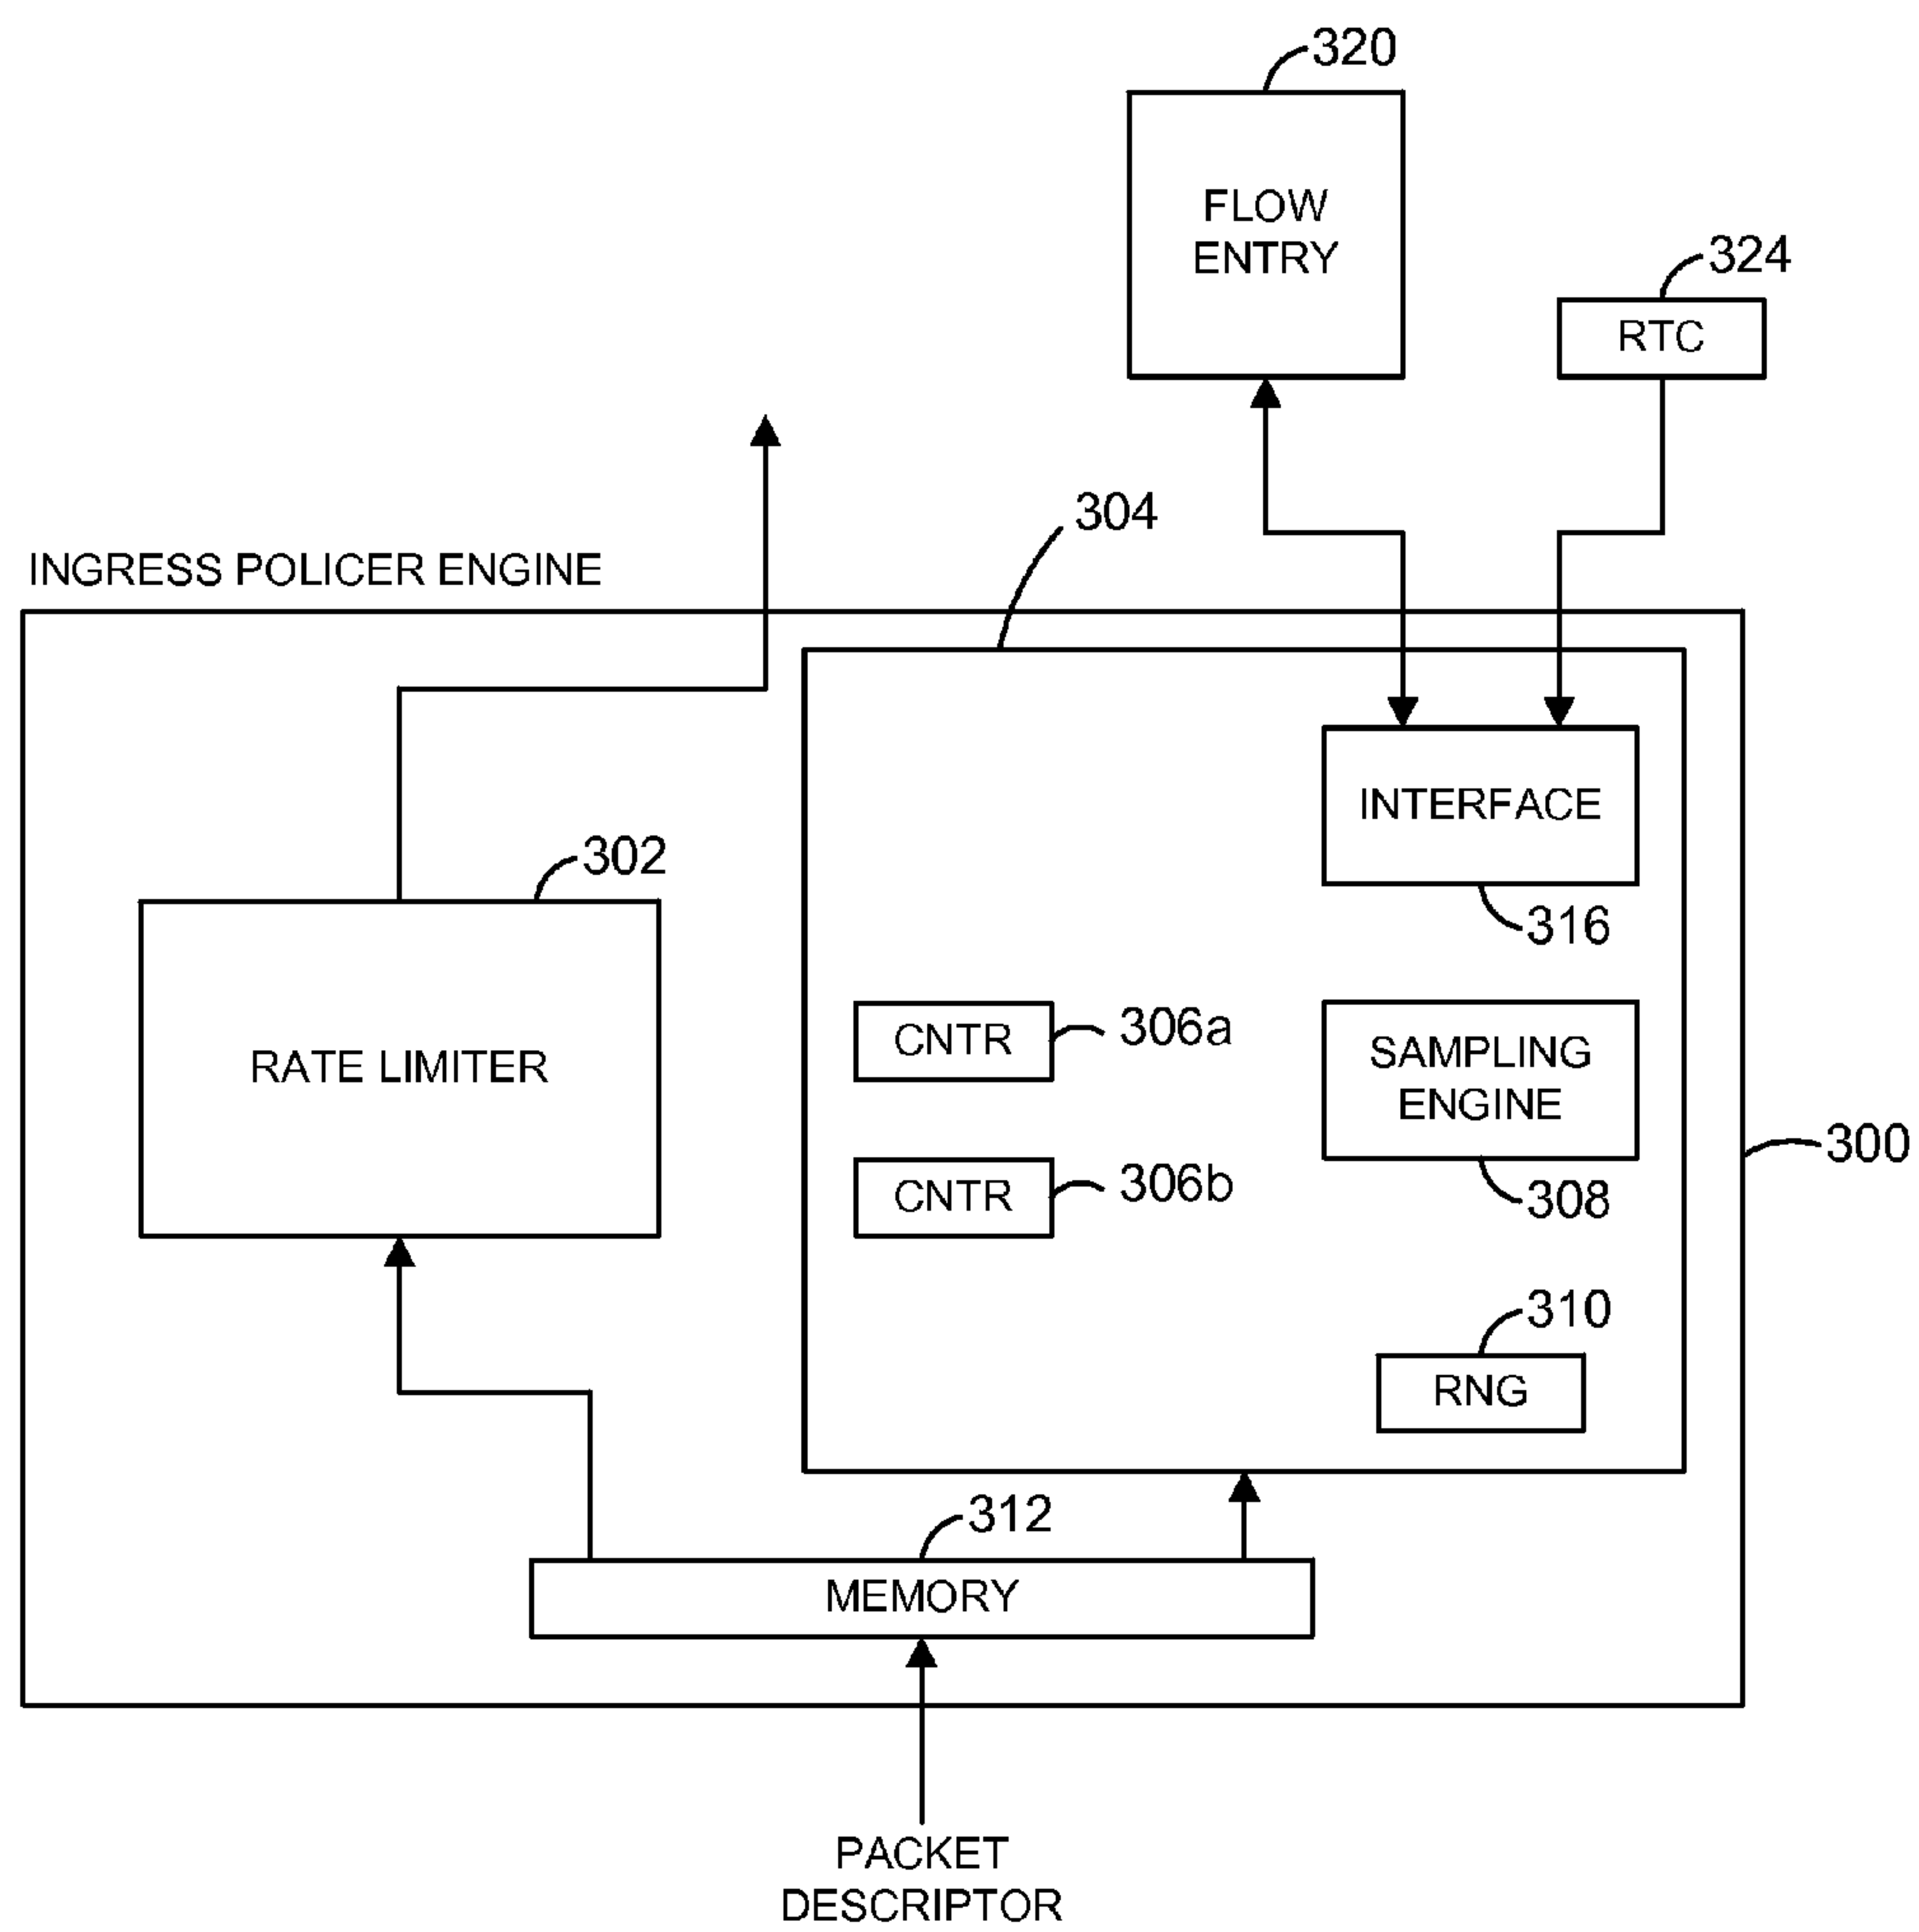 320
FLOW
ENTRY
324
RTC
304
INGRESS POLICER ENGINE
INTERFACE
302
316
306a
CNTR
SAMPLING
ENGINE
RATE LIMITER
300
306b
CNTR
308
310
RNG
312
MEMORY
PACKET
DESCRIPTOR